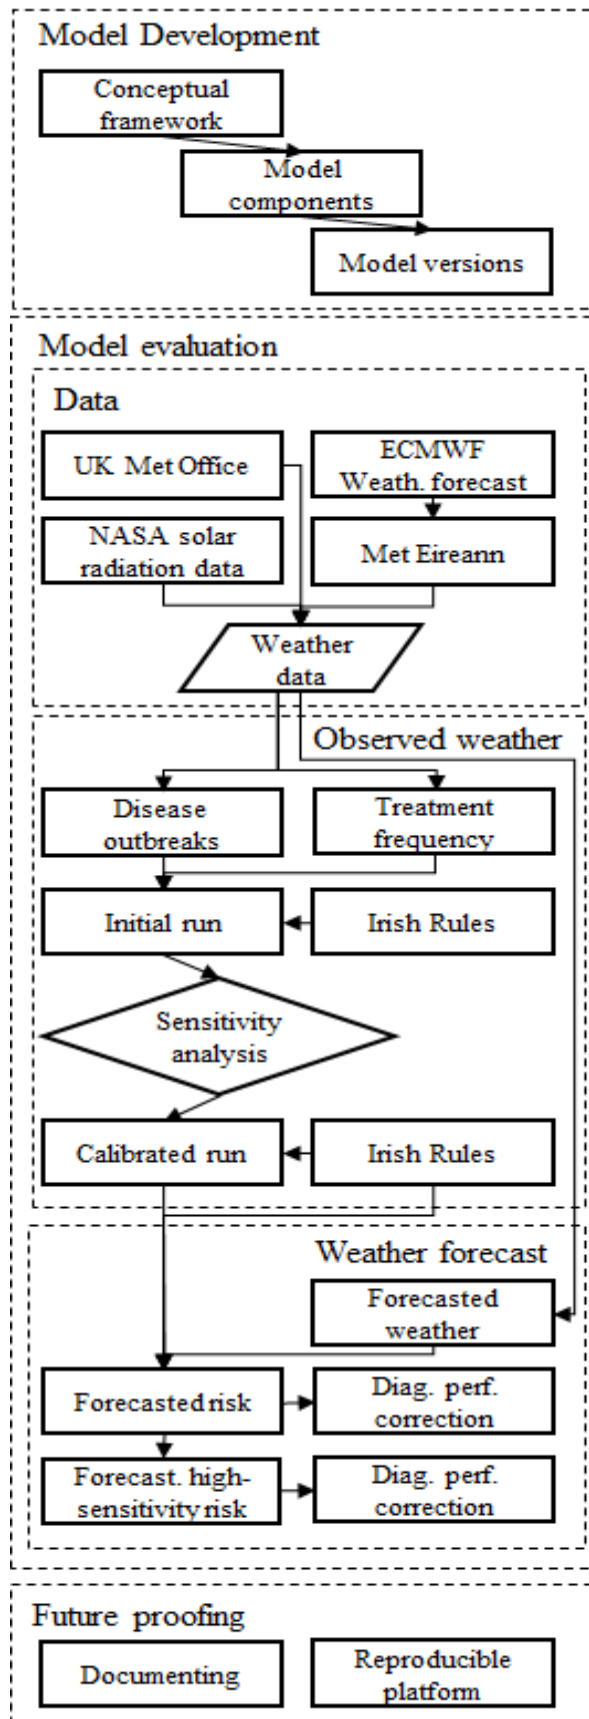 Model Development
Conceptual
framework
Model
components
Model versions
Model evaluation
Data
UK Met Office
ECMWF
Weath. forecast
NASA solar
radiation data
Met Eireann
Weather
data
Observed weather
Disease
outbreaks
Treatment
frequency
Initial run
Irish Rules
Sensitivity
analysis
Calibrated run
Irish Rules
Weather forecast
Forecasted
weather
Forecasted risk
Diag. perf.
correction
Forecast. high-
sensitivity risk
Diag. perf.
correction
Future proofing
Documenting
Reproducible
platform